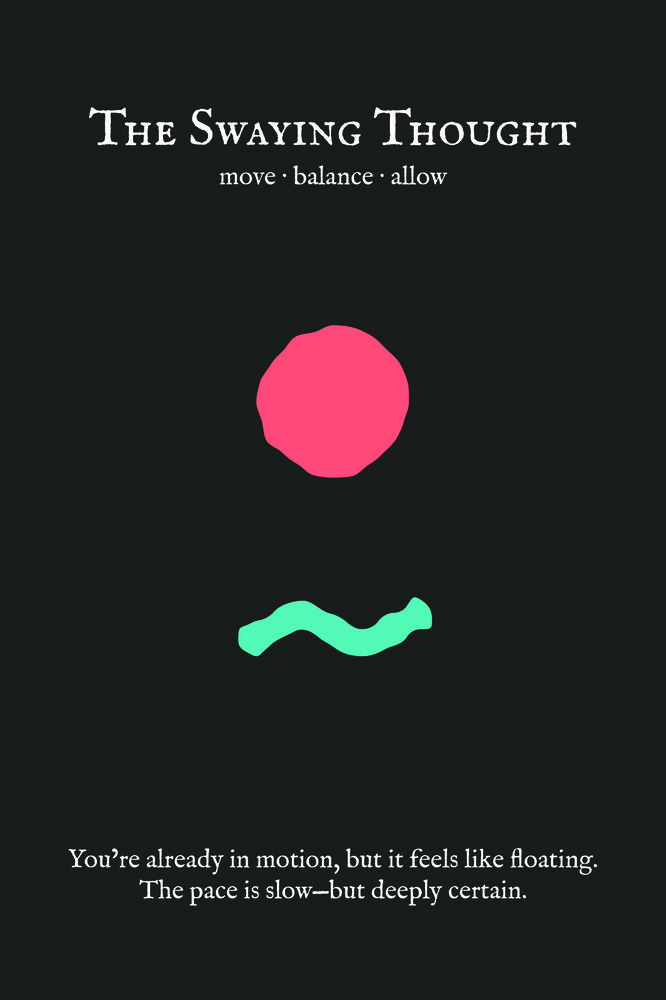 The Swaying Thought
move · balance · allow
You're already in motion, but it feels like floating.
The pace is slow—but deeply certain.